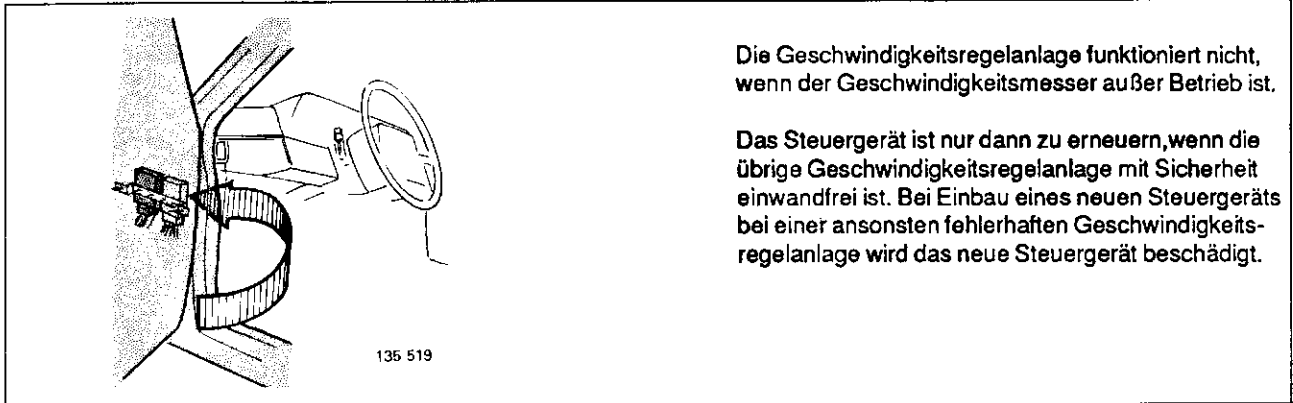 Die Geschwindigkeitsregelanlage funktioniert nicht,
wenn der Geschwindigkeitsmesser außer Betrieb ist.
Das Steuergerät ist nur dann zu erneuern,wenn die
übrige Geschwindigkeitsregelanlage mit Sicherheit
einwandfrei ist. Bei Einbau eines neuen Steuergeräts
bei einer ansonsten fehlerhaften Geschwindigkeits-
regelanlage wird das neue Steuergerät beschädigt.
135 519